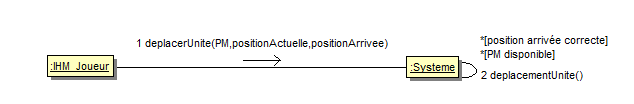 1 deplacerUnite(PM,positionActuelle,positionArrivee)
:IHM_Joueur
:Systeme
*[position arrivée correcte]
*[PM disponible]
2 deplacementUnite()